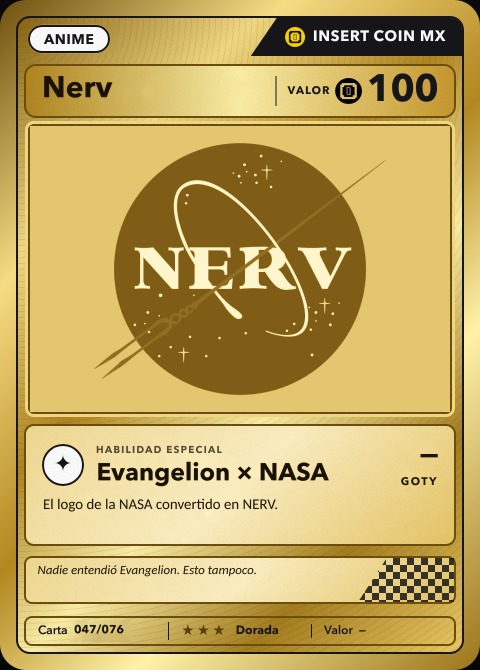 ANIME
INSERT COIN MX
Nerv
VALOR 100
NERV
HABILIDAD ESPECIAL
Evangelion × NASA
–
GOTY
El logo de la NASA convertido en NERV.
Nadie entendió Evangelion. Esto tampoco.
Carta 047/076 ★ ★ ★ Dorada Valor –